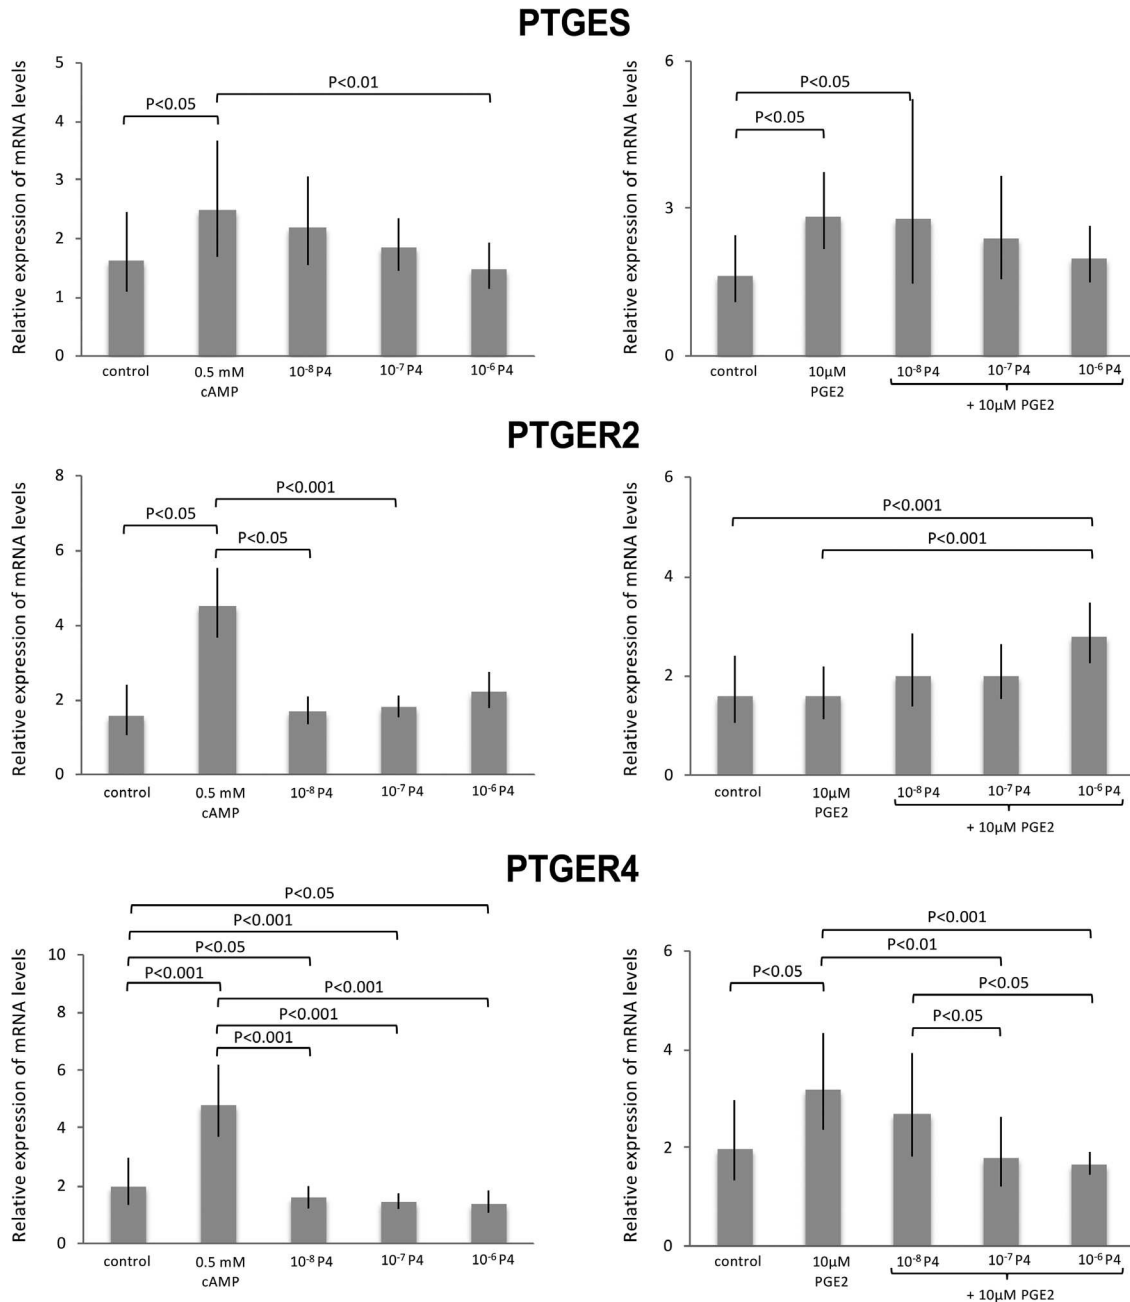 PTGES
Relative expression of mRNA levels
5
4
3
2
1
0
P<0.05
P<0.01
control
0.5 mM
cAMP
10⁻⁸ P4
10⁻⁷ P4
10⁻⁶ P4
Relative expression of mRNA levels
6
3
0
P<0.05
P<0.05
control
10µM
PGE2
10⁻⁸ P4
10⁻⁷ P4
10⁻⁶ P4
+ 10µM PGE2
PTGER2
Relative expression of mRNA levels
8
6
4
2
0
P<0.001
P<0.05
P<0.05
control
0.5 mM
cAMP
10⁻⁸ P4
10⁻⁷ P4
10⁻⁶ P4
Relative expression of mRNA levels
6
4
2
0
P<0.001
P<0.001
control
10µM
PGE2
10⁻⁸ P4
10⁻⁷ P4
10⁻⁶ P4
+ 10µM PGE2
PTGER4
Relative expression of mRNA levels
10
8
6
4
2
0
P<0.05
P<0.001
P<0.05
P<0.001
P<0.001
P<0.001
P<0.001
control
0.5 mM
cAMP
10⁻⁸ P4
10⁻⁷ P4
10⁻⁶ P4
Relative expression of mRNA levels
6
4
2
0
P<0.001
P<0.01
P<0.05
P<0.05
P<0.05
control
10µM
PGE2
10⁻⁸ P4
10⁻⁷ P4
10⁻⁶ P4
+ 10µM PGE2